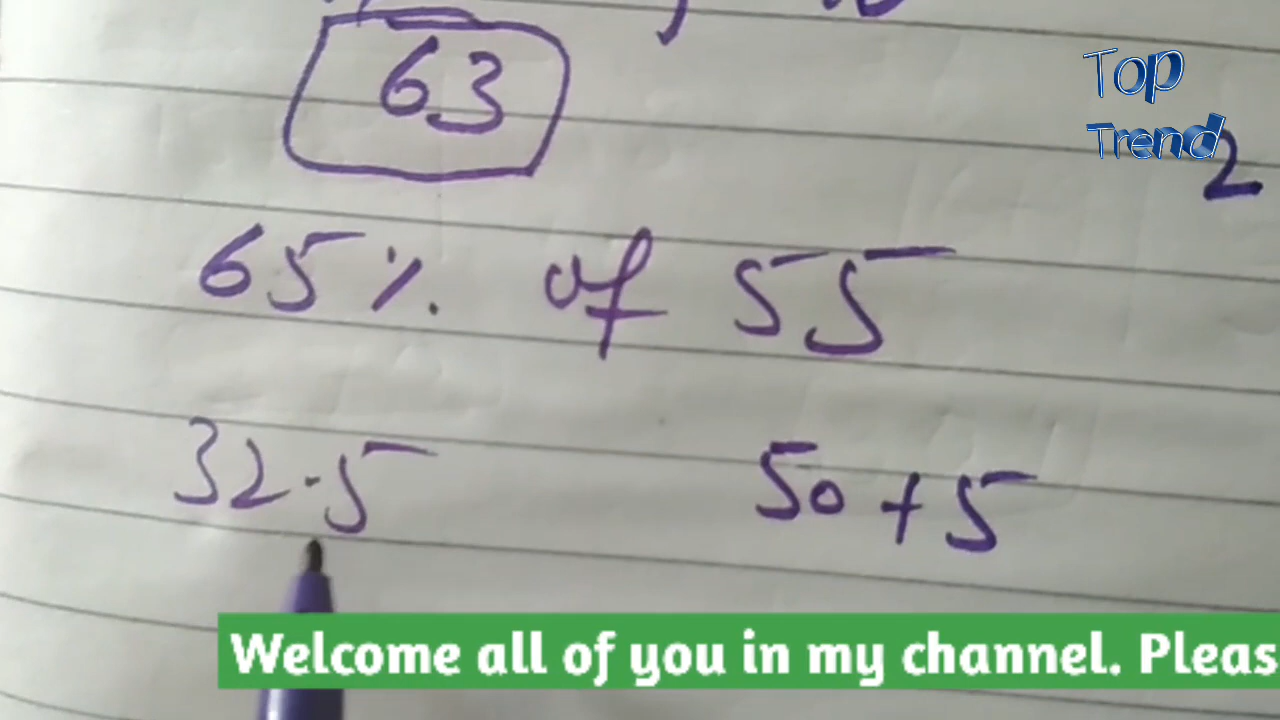 63
Top
Trend
2
65% of 55
32.5 50 + 5
Welcome all of you in my channel. Pleas